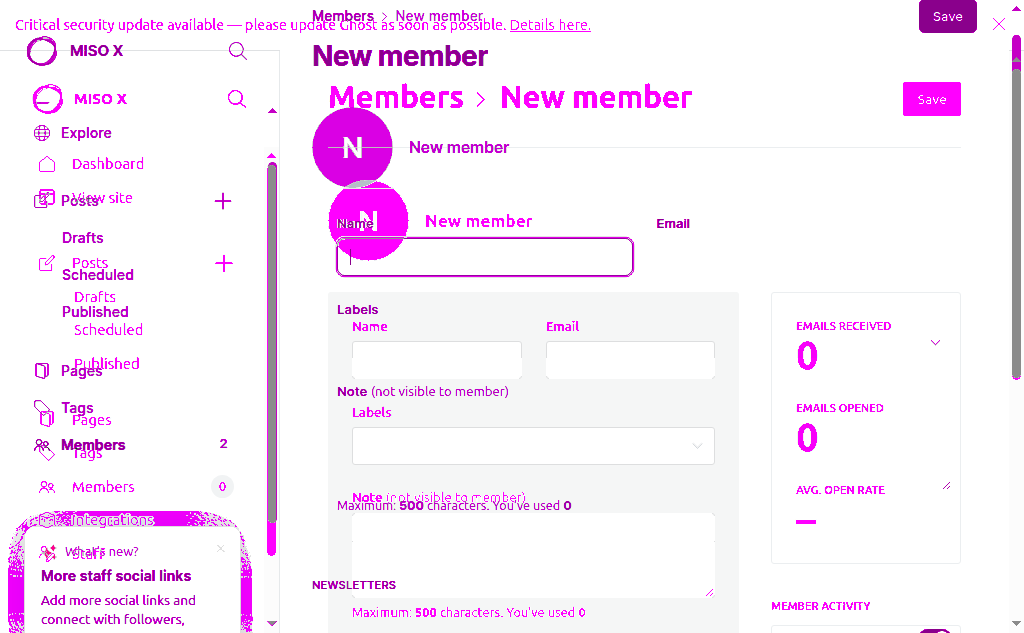 Critical security update available — please update Ghost as soon as possible. Details here.
Members > New member
Save
MISO X
New member
MISO X
Members > New member
Save
Explore
N
New member
Dashboard
View site
Posts
N
New member
Name
Email
Drafts
Posts
Scheduled
Drafts
Published
Scheduled
Labels
Name
Email
EMAILS RECEIVED
0
Published
Pages
Note (not visible to member)
Tags
Labels
EMAILS OPENED
0
Pages
Members
2
Tags
Members
0
AVG. OPEN RATE
Note (not visible to member)
Maximum: 500 characters. You've used 0
Integrations
What's new?
Staff
More staff social links
NEWSLETTERS
Add more social links and
connect with followers,
Maximum: 500 characters. You've used 0
MEMBER ACTIVITY